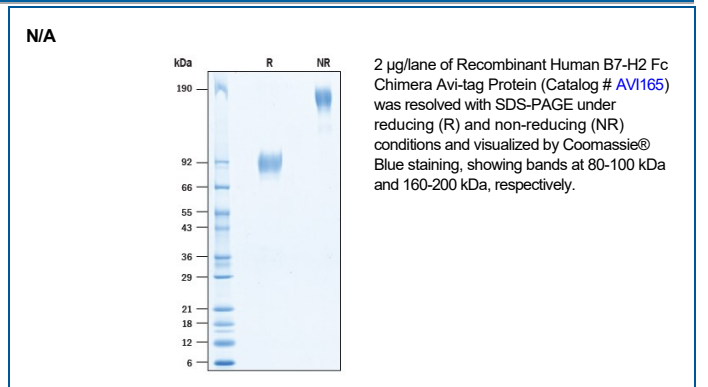 N/A
kDa R NR
190
92
66
55
43
36
29
21
18
12
6
2 µg/lane of Recombinant Human B7-H2 Fc
Chimera Avi-tag Protein (Catalog # AVI165)
was resolved with SDS-PAGE under
reducing (R) and non-reducing (NR)
conditions and visualized by Coomassie®
Blue staining, showing bands at 80-100 kDa
and 160-200 kDa, respectively.